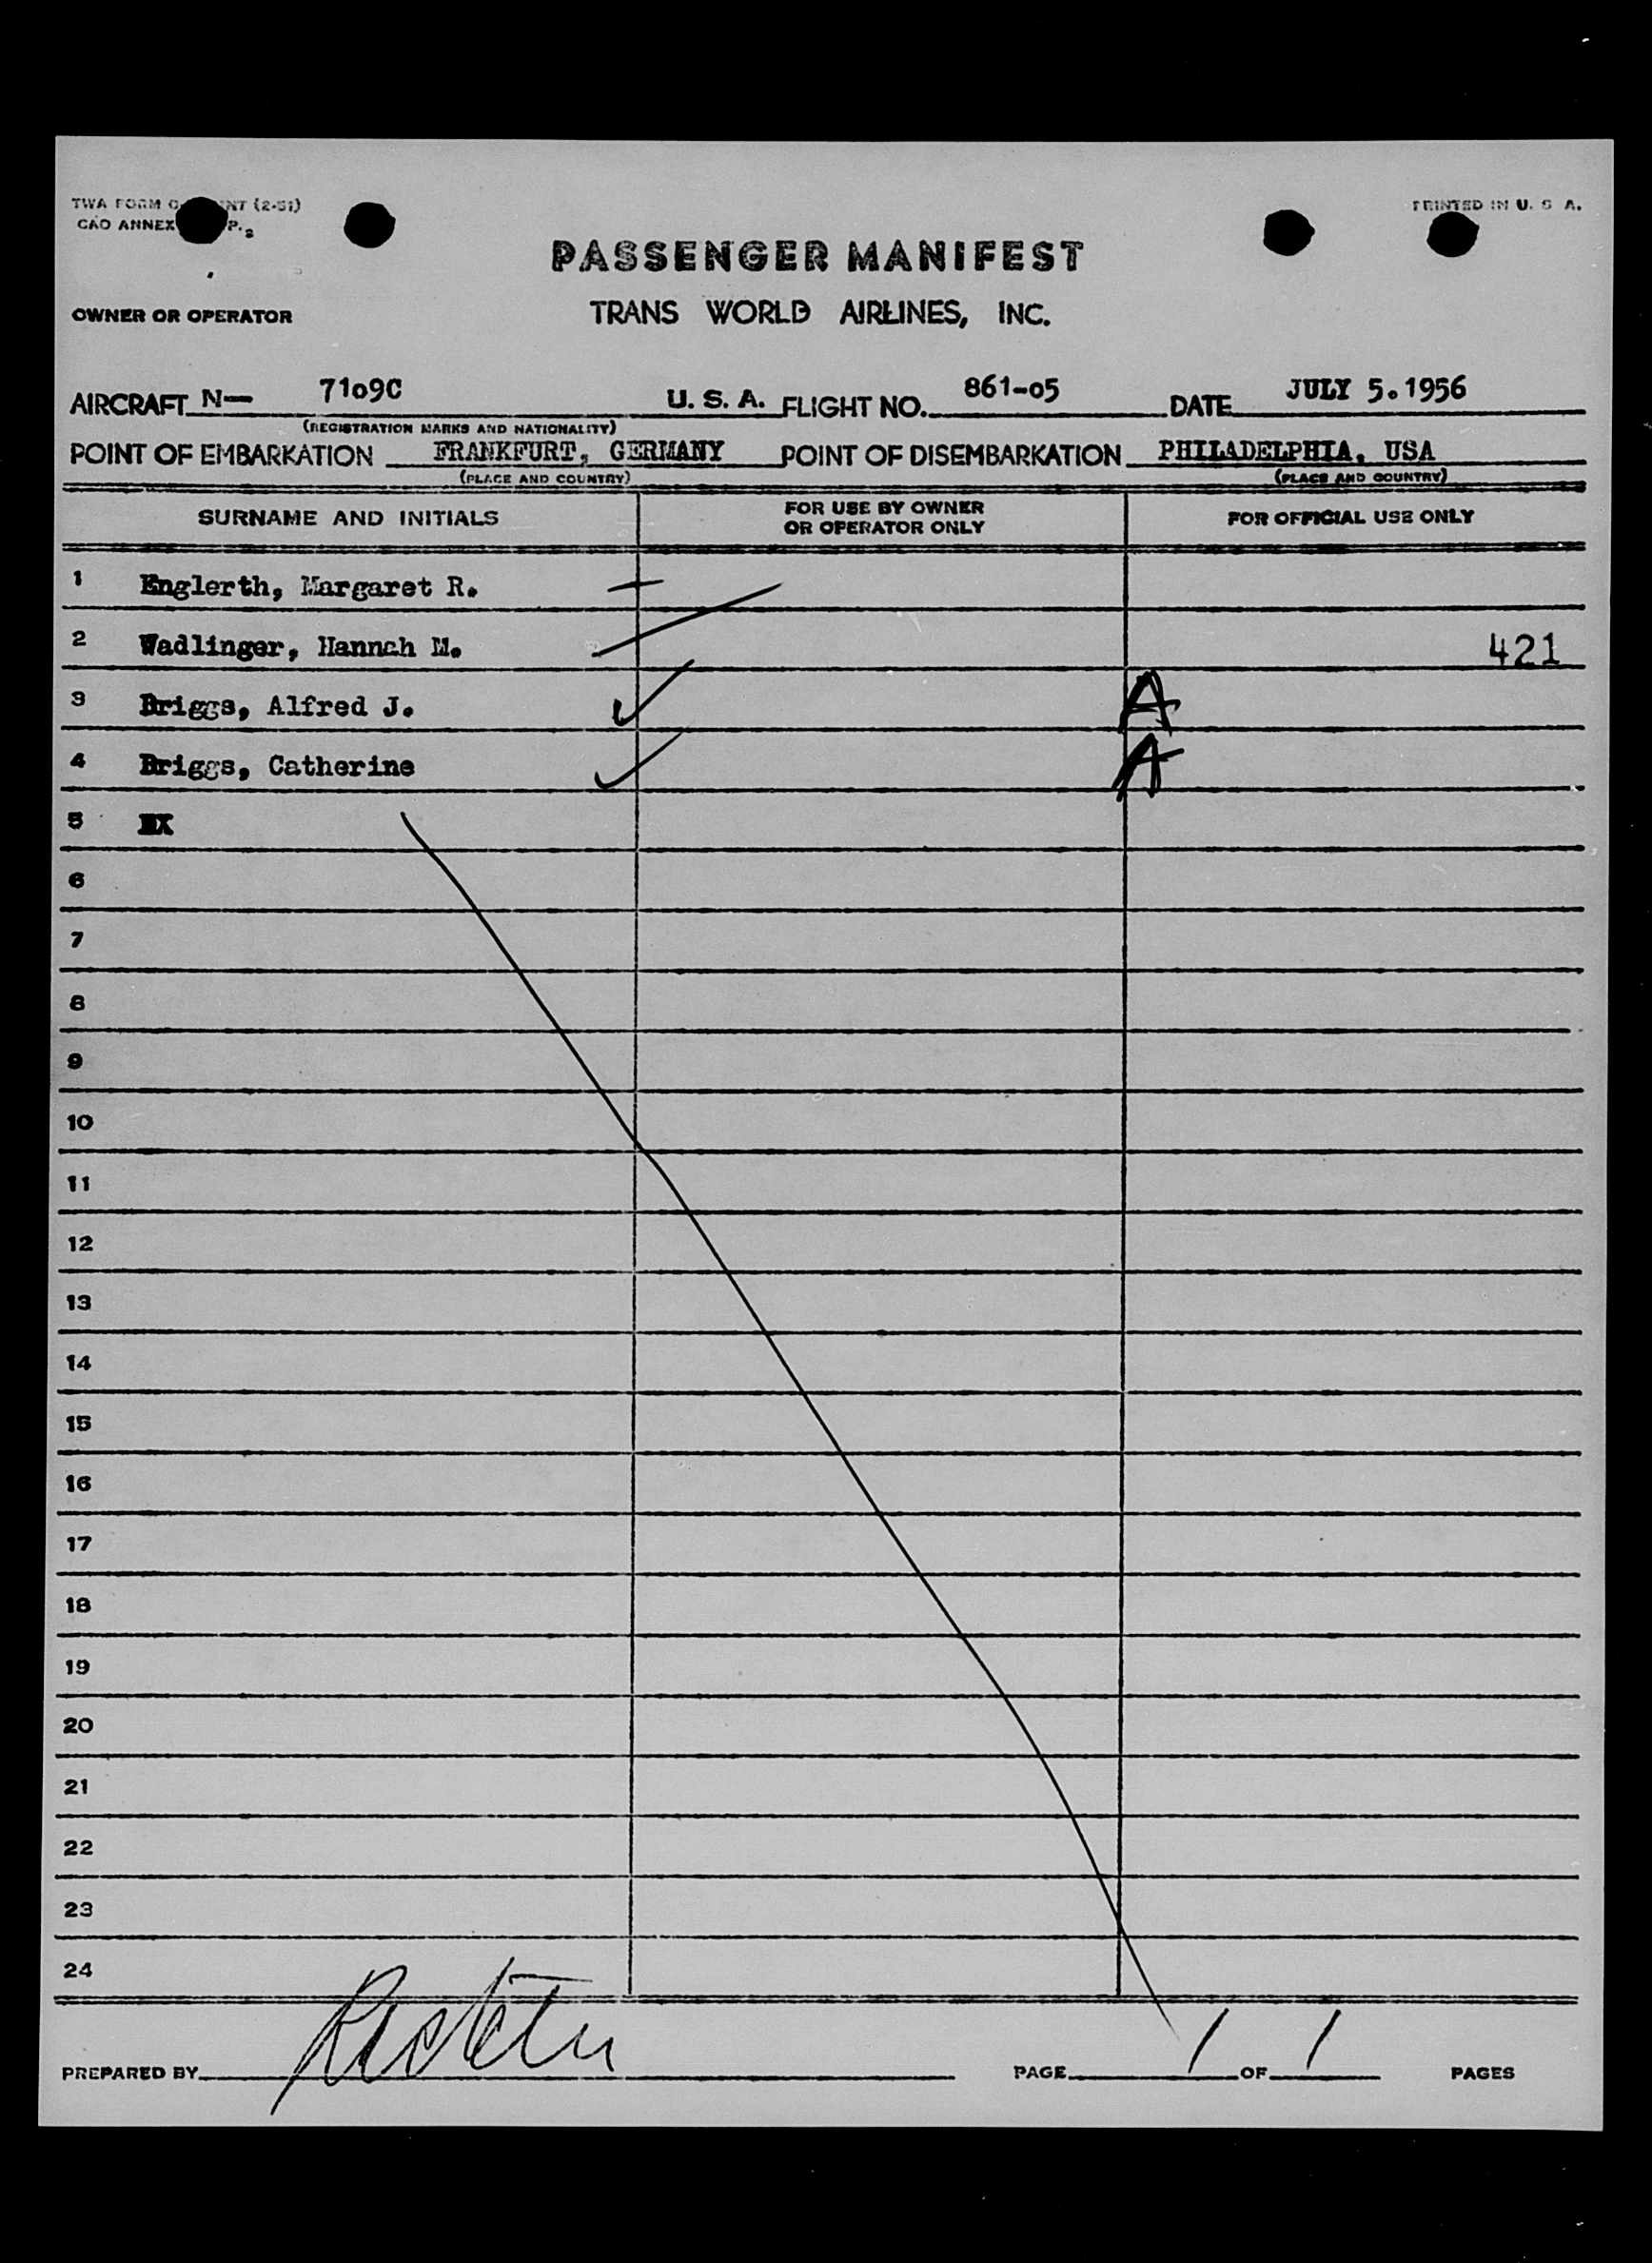 TWA FORM
NT (2-51)
PRINTED IN U. S. A.
CAO ANNEX
P. 2
PASSENGER MANIFEST
OWNER OR OPERATOR
TRANS WORLD AIRLINES, INC.
AIRCRAFT N— 7109C U. S. A. FLIGHT NO. 861-05 DATE JULY 5.1956
(REGISTRATION MARKS AND NATIONALITY)
POINT OF EMBARKATION FRANKFURT, GERMANY POINT OF DISEMBARKATION PHILADELPHIA, USA
(PLACE AND COUNTRY) (PLACE AND COUNTRY)
SURNAME AND INITIALS
FOR USE BY OWNER
OR OPERATOR ONLY
FOR OFFICIAL USE ONLY
1 Englerth, Margaret R.
2 Wadlinger, Hannah M. 421
3 Briggs, Alfred J. A
4 Briggs, Catherine A
5
6
7
8
9
10
11
12
13
14
15
16
17
18
19
20
21
22
23
24
PREPARED BY PAGE 1 OF 1 PAGES